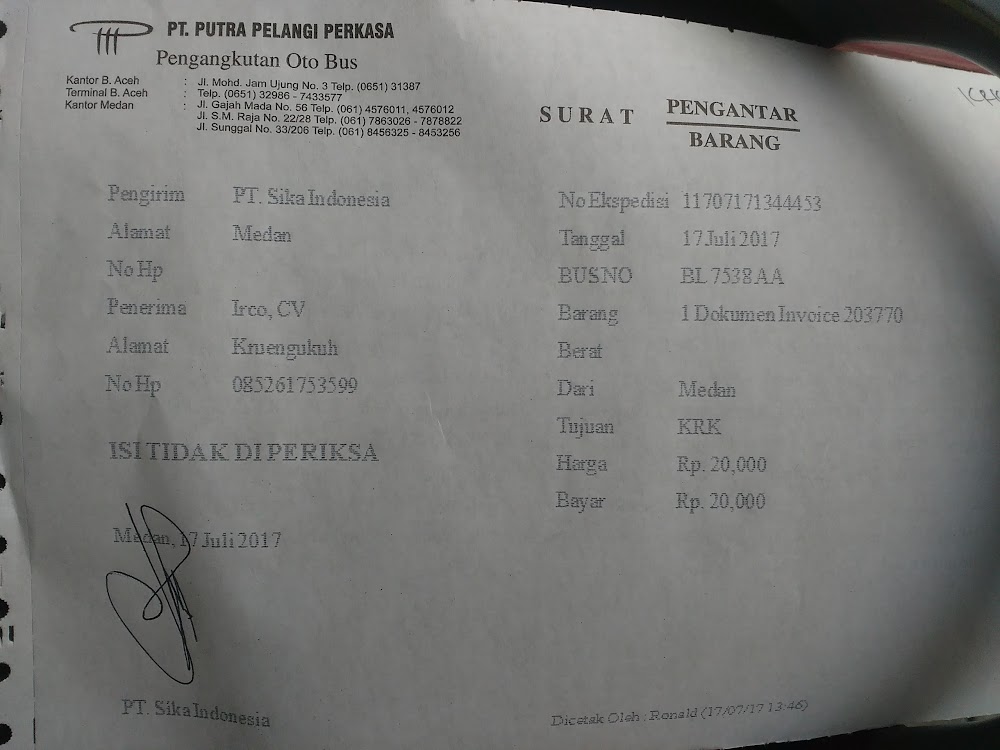 PT. PUTRA PELANGI PERKASA
Pengangkutan Oto Bus
Kantor B. Aceh : Jl. Mohd. Jam Ujung No. 3 Telp. (0651) 31387
Terminal B. Aceh : Telp. (0651) 32986 - 7433577
Kantor Medan : Jl. Gajah Mada No. 56 Telp. (061) 4576011, 4576012
Jl. S.M. Raja No. 22/28 Telp. (061) 7863026 - 7878822
Jl. Sunggal No. 33/206 Telp. (061) 8456325 - 8453256
SURAT PENGANTAR
BARANG
Pengirim PT. Sika Indonesia
Alamat Medan
No Hp
Penerima Irco, CV
Alamat Kruengukuh
No Hp 085261753599
ISI TIDAK DI PERIKSA
Medan, 17 Juli 2017
PT. Sika Indonesia
No Ekspedisi 11707171344453
Tanggal 17 Juli 2017
BUS NO BL 7538 AA
Barang 1 Dokumen Invoice 203770
Berat
Dari Medan
Tujuan KRK
Harga Rp. 20,000
Bayar Rp. 20,000
Dicetak Oleh : Ronald (17/07/17 13:46)